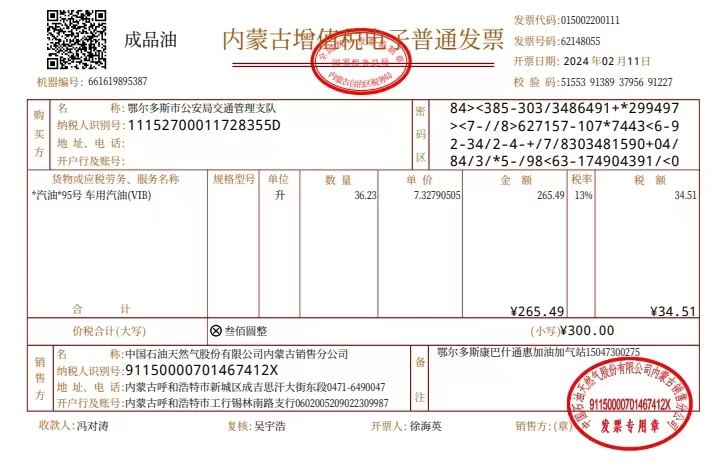 成品油
内蒙古增值税电子普通发票
全国统一发票监制章
国家税务总局
内蒙古自治区税务局
发票代码:015002200111
发票号码:62148055
开票日期:2024年02月11日
校 验 码:51553 91389 37956 91227
机器编号:661619895387
购买方
名 称:鄂尔多斯市公安局交通管理支队
纳税人识别号:11152700011728355D
地 址、电 话:
开户行及账号:
密码区
84><385-303/3486491+*299497
><7-//8>627157-107*7443<6-9
2-34/2-4-+/7/8303481590+04/
84/3/*5-/98<63-174904391/<0
货物或应税劳务、服务名称 规格型号 单位 数 量 单 价 金 额 税率 税 额
*汽油*95号 车用汽油(VIB) 升 36.23 7.32790505 265.49 13% 34.51
合 计 ¥265.49 ¥34.51
价税合计(大写) ⊗叁佰圆整 (小写)¥300.00
销售方
名 称:中国石油天然气股份有限公司内蒙古销售分公司
纳税人识别号:91150000701467412X
地 址、电 话:内蒙古呼和浩特市新城区成吉思汗大街东段0471-6490047
开户行及账号:内蒙古呼和浩特市工行锡林南路支行0602005209022309987
备注
鄂尔多斯康巴什通惠加油加气站15047300275
收款人:冯对涛 复核:吴宇浩 开票人:徐海英 销售方:(章)
中国石油天然气股份有限公司内蒙古销售分公司
91150000701467412X
发票专用章